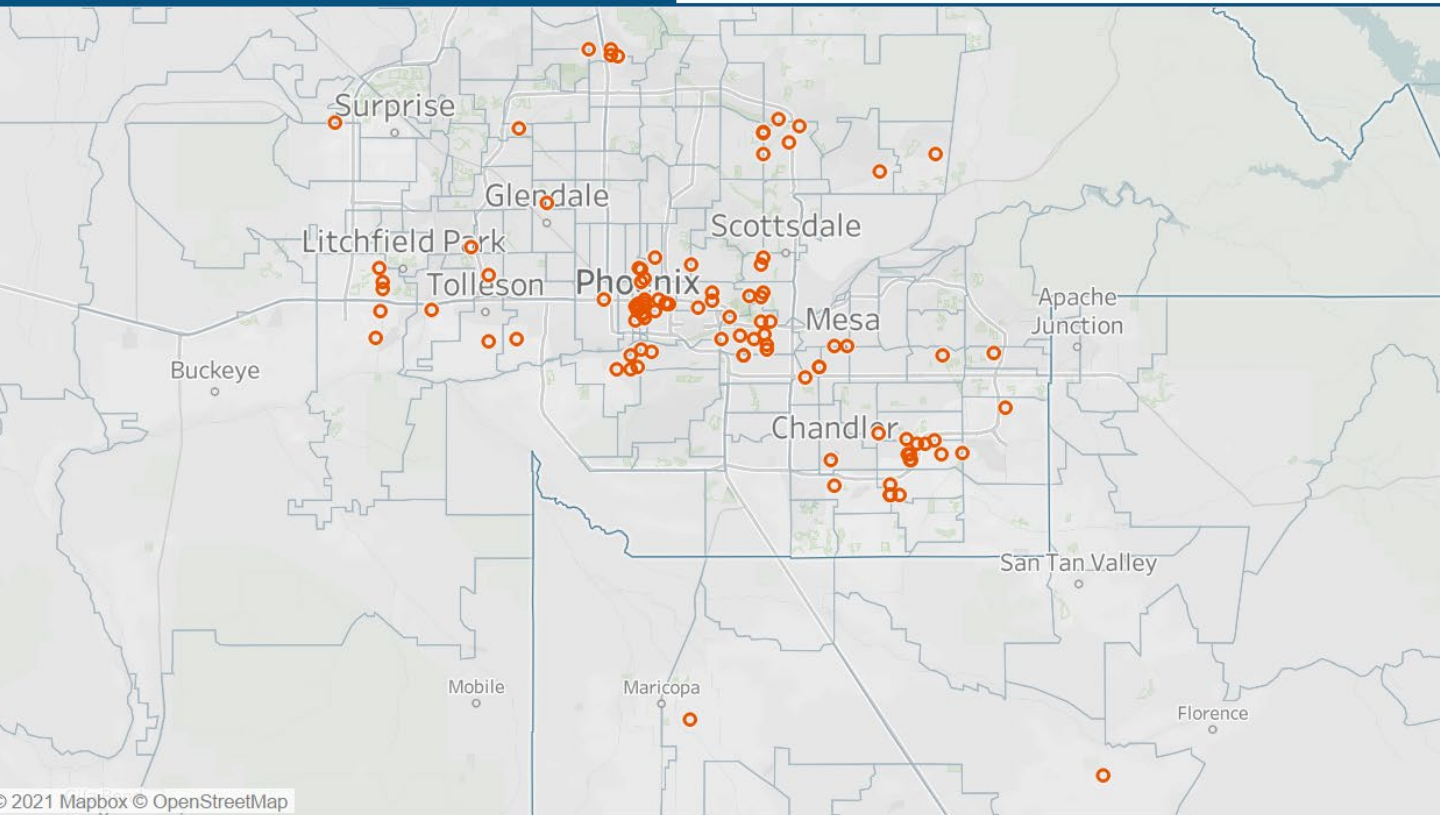 Surprise
Glendale
Scottsdale
Litchfield Park
Phoenix
Tolleson
Apache
Junction
Mesa
Buckeye
Chandler
San Tan Valley
Mobile
Maricopa
Florence
© 2021 Mapbox © OpenStreetMap